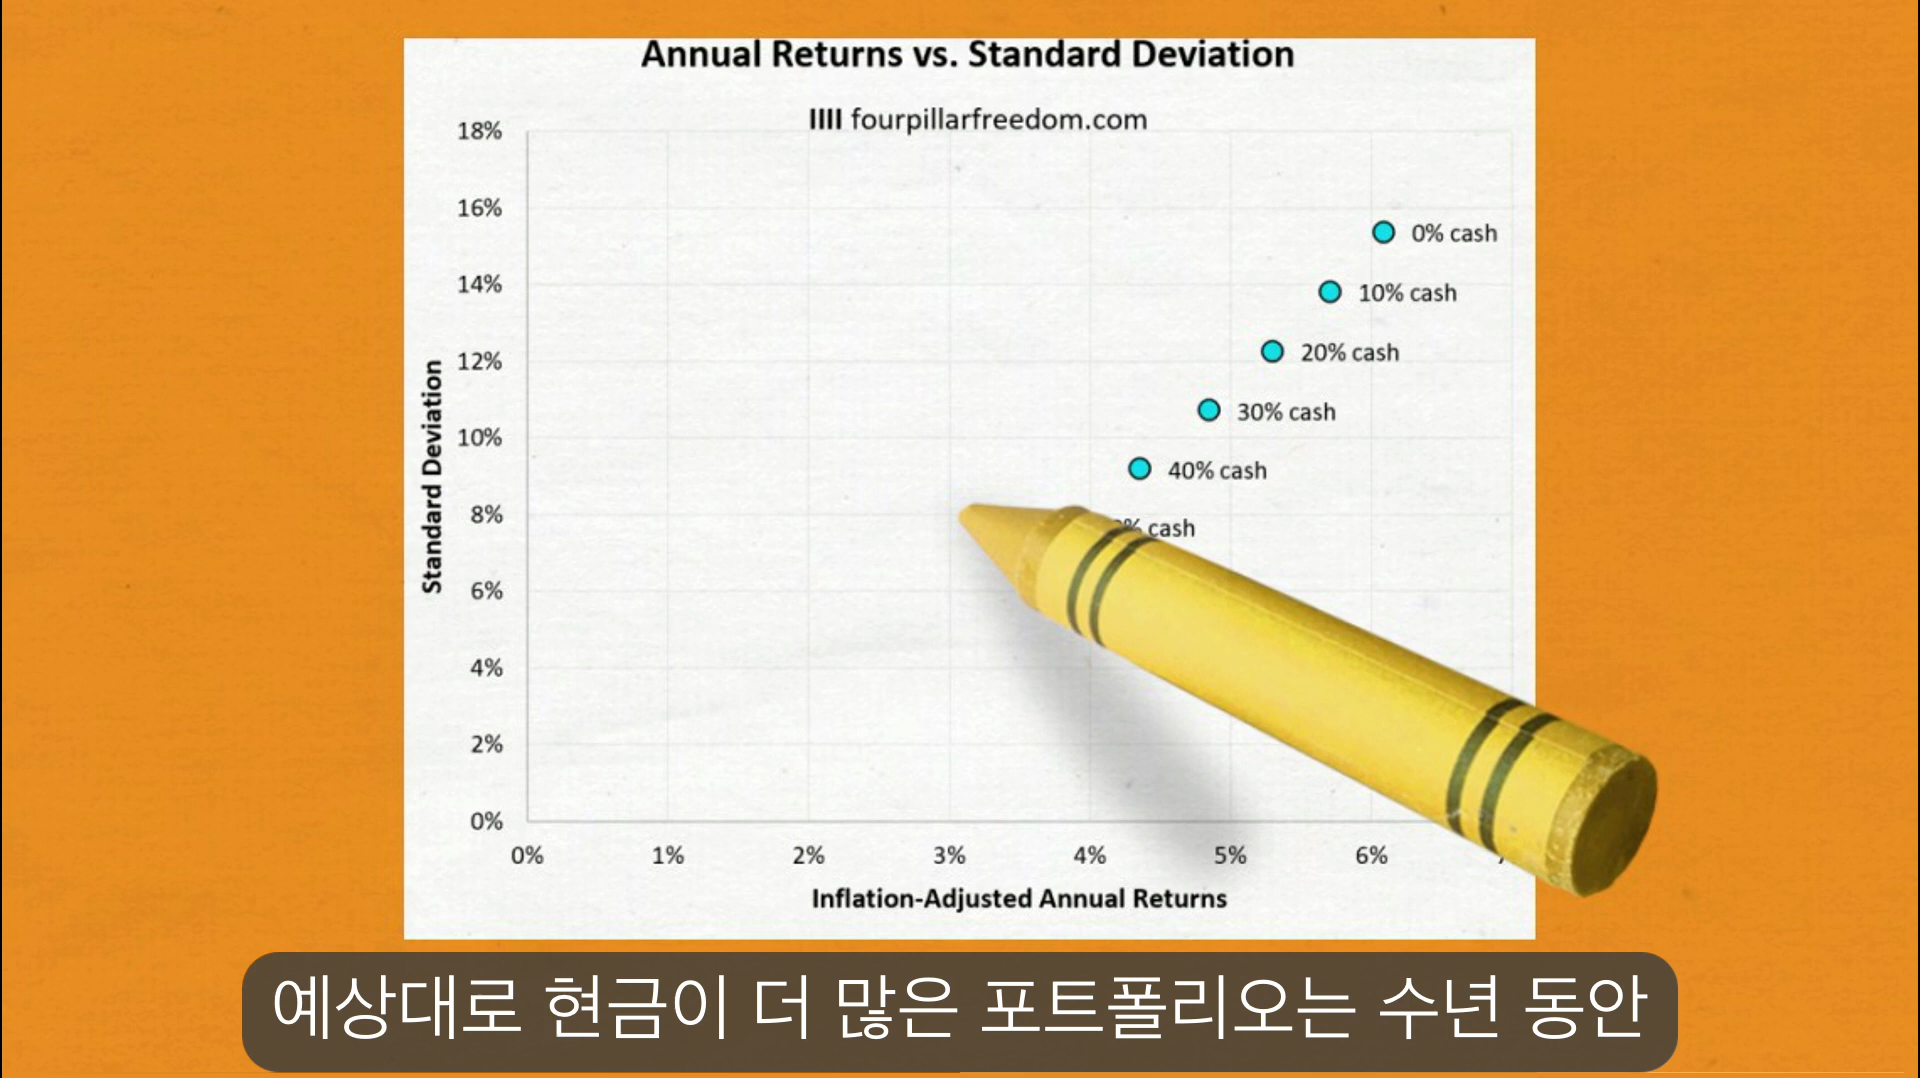 Annual Returns vs. Standard Deviation
IIII fourpillarfreedom.com
18%
16%
0% cash
14%
10% cash
12%
20% cash
30% cash
10%
40% cash
8%
cash
6%
4%
2%
0%
Standard Deviation
0% 1% 2% 3% 4% 5% 6%
Inflation-Adjusted Annual Returns
예상대로 현금이 더 많은 포트폴리오는 수년 동안